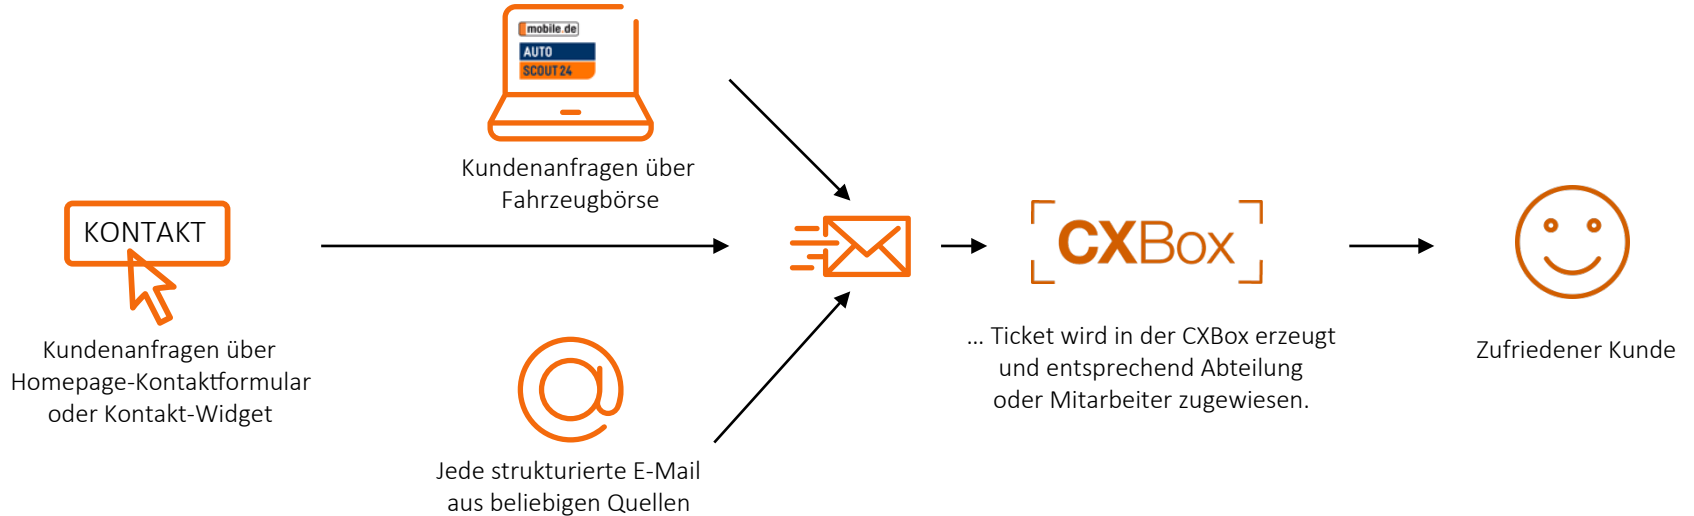 mobile.de
AUTO
SCOUT24
Kundenanfragen über
Fahrzeugbörse
KONTAKT
Kundenanfragen über
Homepage-Kontaktformular
oder Kontakt-Widget
Jede strukturierte E-Mail
aus beliebigen Quellen
CXBox
... Ticket wird in der CXBox erzeugt
und entsprechend Abteilung
oder Mitarbeiter zugewiesen.
Zufriedener Kunde